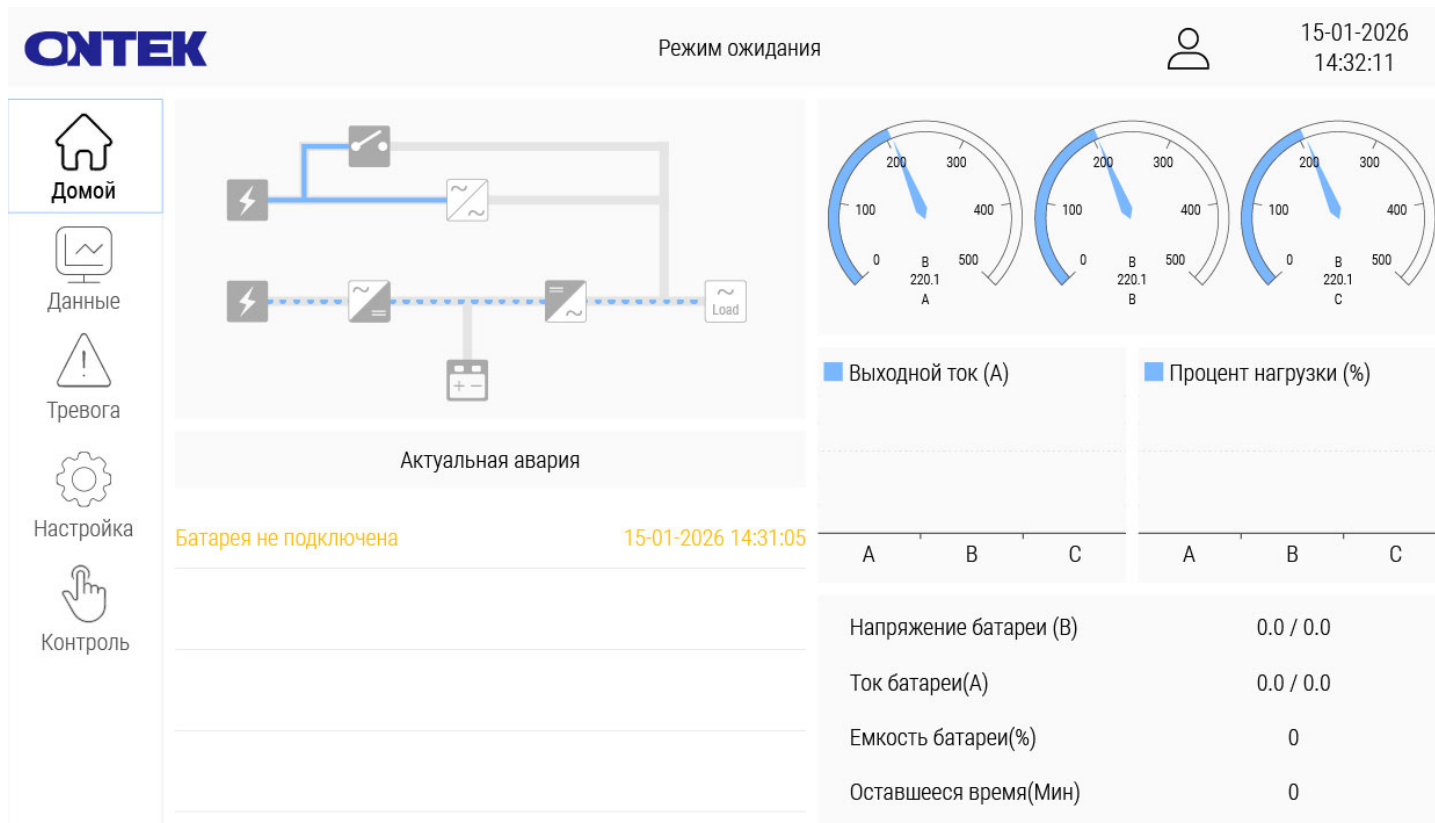 ONTEK
Режим ожидания
15-01-2026
14:32:11
Домой
Данные
Тревога
Настройка
Контроль
Load
Актуальная авария
Батарея не подключена 15-01-2026 14:31:05
0 100 200 300 400 500
В
220.1
A
0 100 200 300 400 500
В
220.1
B
0 100 200 300 400 500
В
220.1
C
Выходной ток (А)
A B C
Процент нагрузки (%)
A B C
Напряжение батареи (В) 0.0 / 0.0
Ток батареи(А) 0.0 / 0.0
Емкость батареи(%) 0
Оставшееся время(Мин) 0